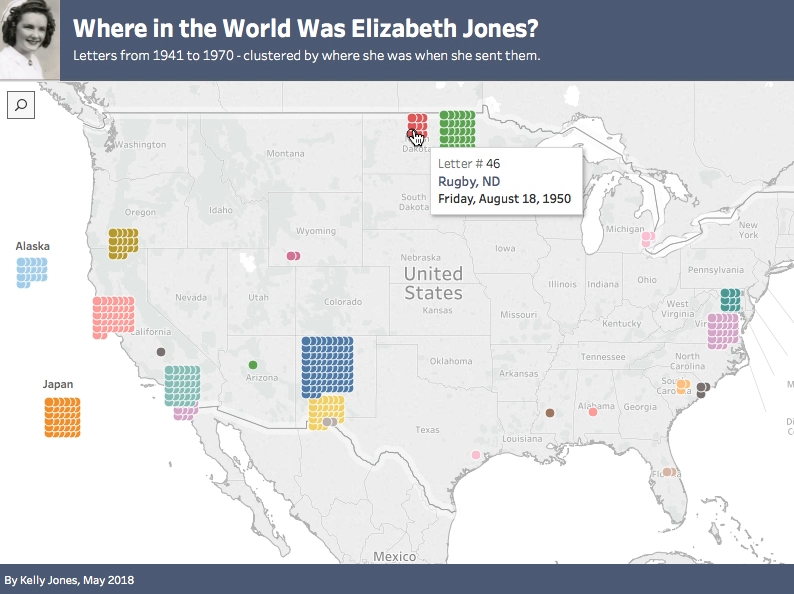 Where in the World Was Elizabeth Jones?
Letters from 1941 to 1970 - clustered by where she was when she sent them.
Washington
Montana
Dakota
Letter # 46
Rugby, ND
Friday, August 18, 1950
Oregon
Idaho
South
Dakota
Michigan
New
York
Wyoming
Alaska
Nebraska
Iowa
Pennsylvania
United
States
Nevada
Utah
Colorado
Kansas
Illinois
Indiana
Ohio
West
Virginia
Missouri
Kentucky
California
Oklahoma
Tennessee
North
Carolina
Arizona
Arkansas
Japan
South
Carolina
Alabama
Georgia
Texas
Louisiana
Florida
Mexico
By Kelly Jones, May 2018